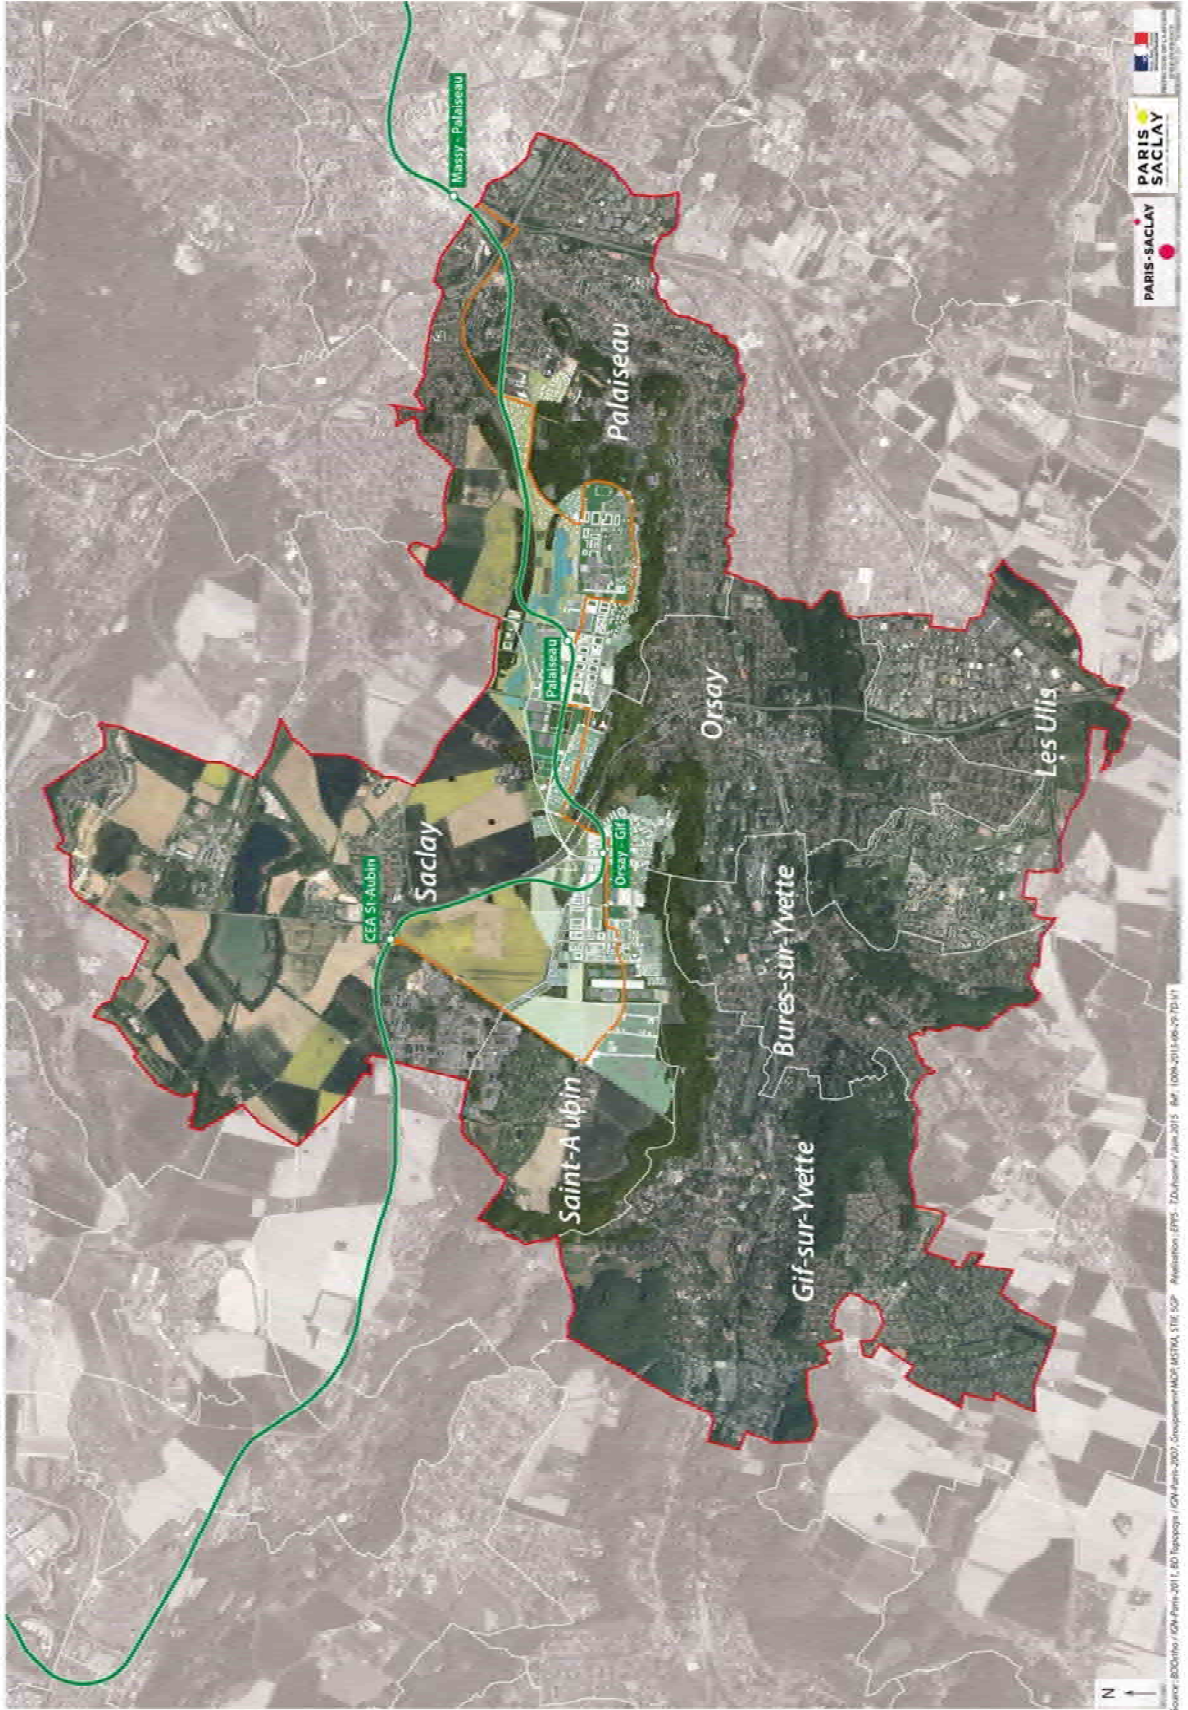 Massy - Palaiseau
Palaiseau
Palaiseau
Orsay
Les Ulis
Orsay - Gif
Saclay
CEA St-Aubin
Bures-sur-Yvette
Saint-Aubin
Gif-sur-Yvette
PARIS-SACLAY
PARIS
SACLAY
N